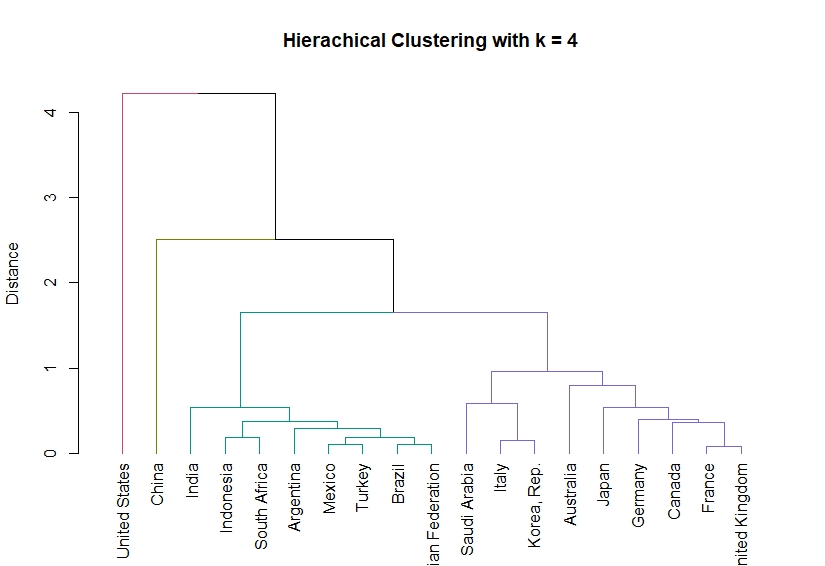 Hierachical Clustering with k = 4
Distance
4
3
2
1
0
United States
China
India
Indonesia
South Africa
Argentina
Mexico
Turkey
Brazil
ian Federation
Saudi Arabia
Italy
Korea, Rep.
Australia
Japan
Germany
Canada
France
nited Kingdom